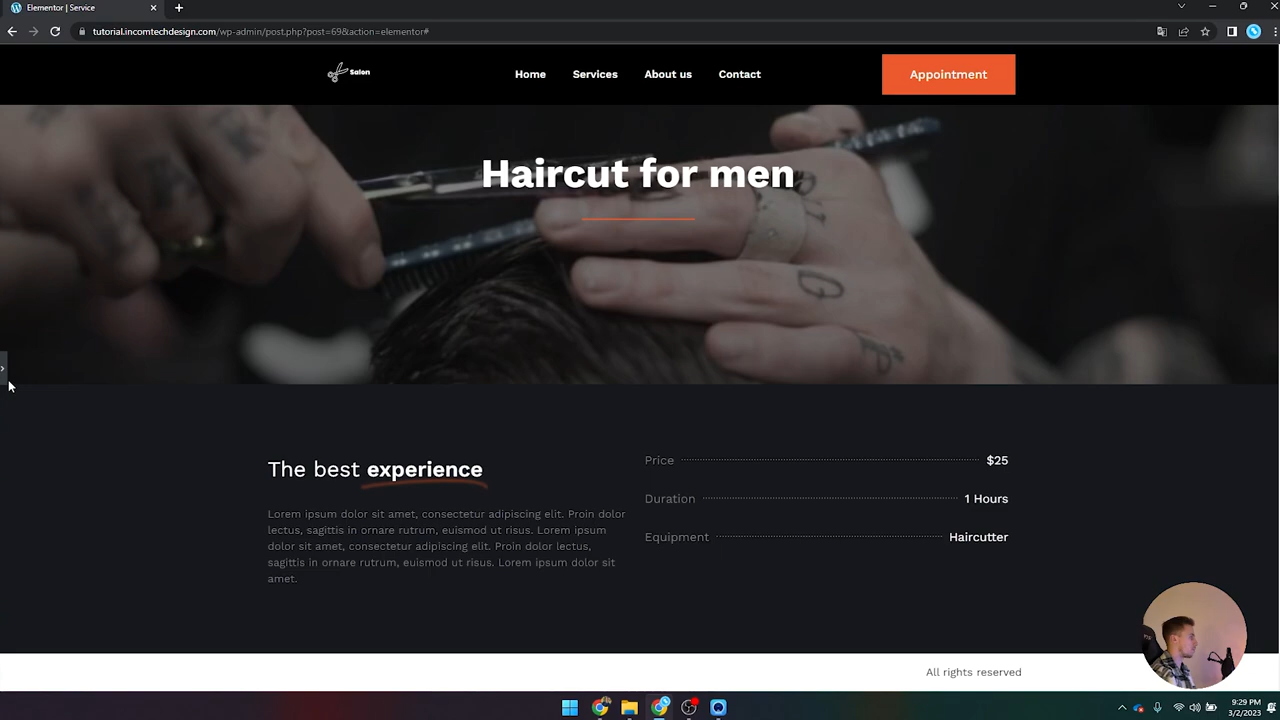 Elementor | Service
tutorial.incomtechdesign.com/wp-admin/post.php?post=69&action=elementor#
Salon
Home Services About us Contact
Appointment
Haircut for men
The best experience
Lorem ipsum dolor sit amet, consectetur adipiscing elit. Proin dolor
lectus, sagittis in ornare rutrum, euismod ut risus. Lorem ipsum
dolor sit amet, consectetur adipiscing elit. Proin dolor lectus,
sagittis in ornare rutrum, euismod ut risus. Lorem ipsum dolor sit
amet.
Price $25
Duration 1 Hours
Equipment Haircutter
All rights reserved
9:29 PM
3/2/2023